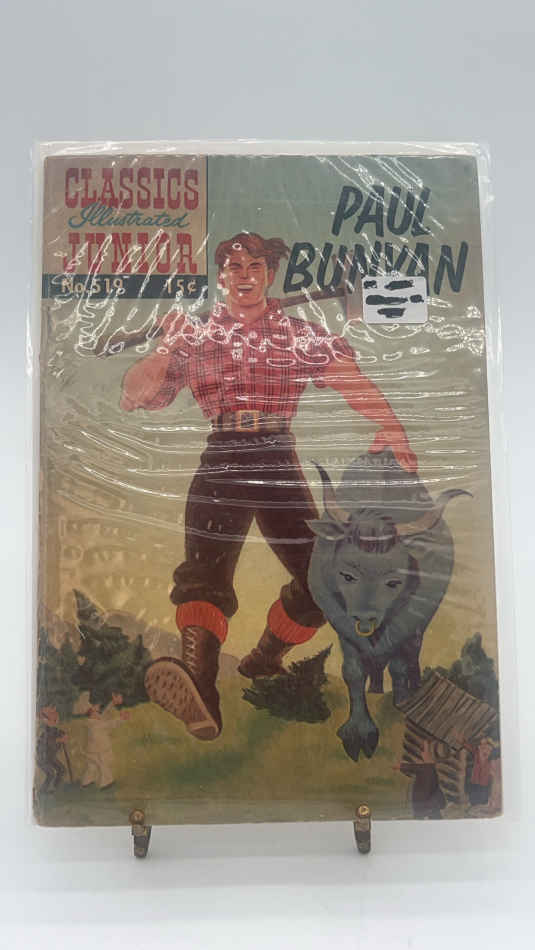 CLASSICS
Illustrated
JUNIOR
No. 519 15¢
PAUL
BUNYAN